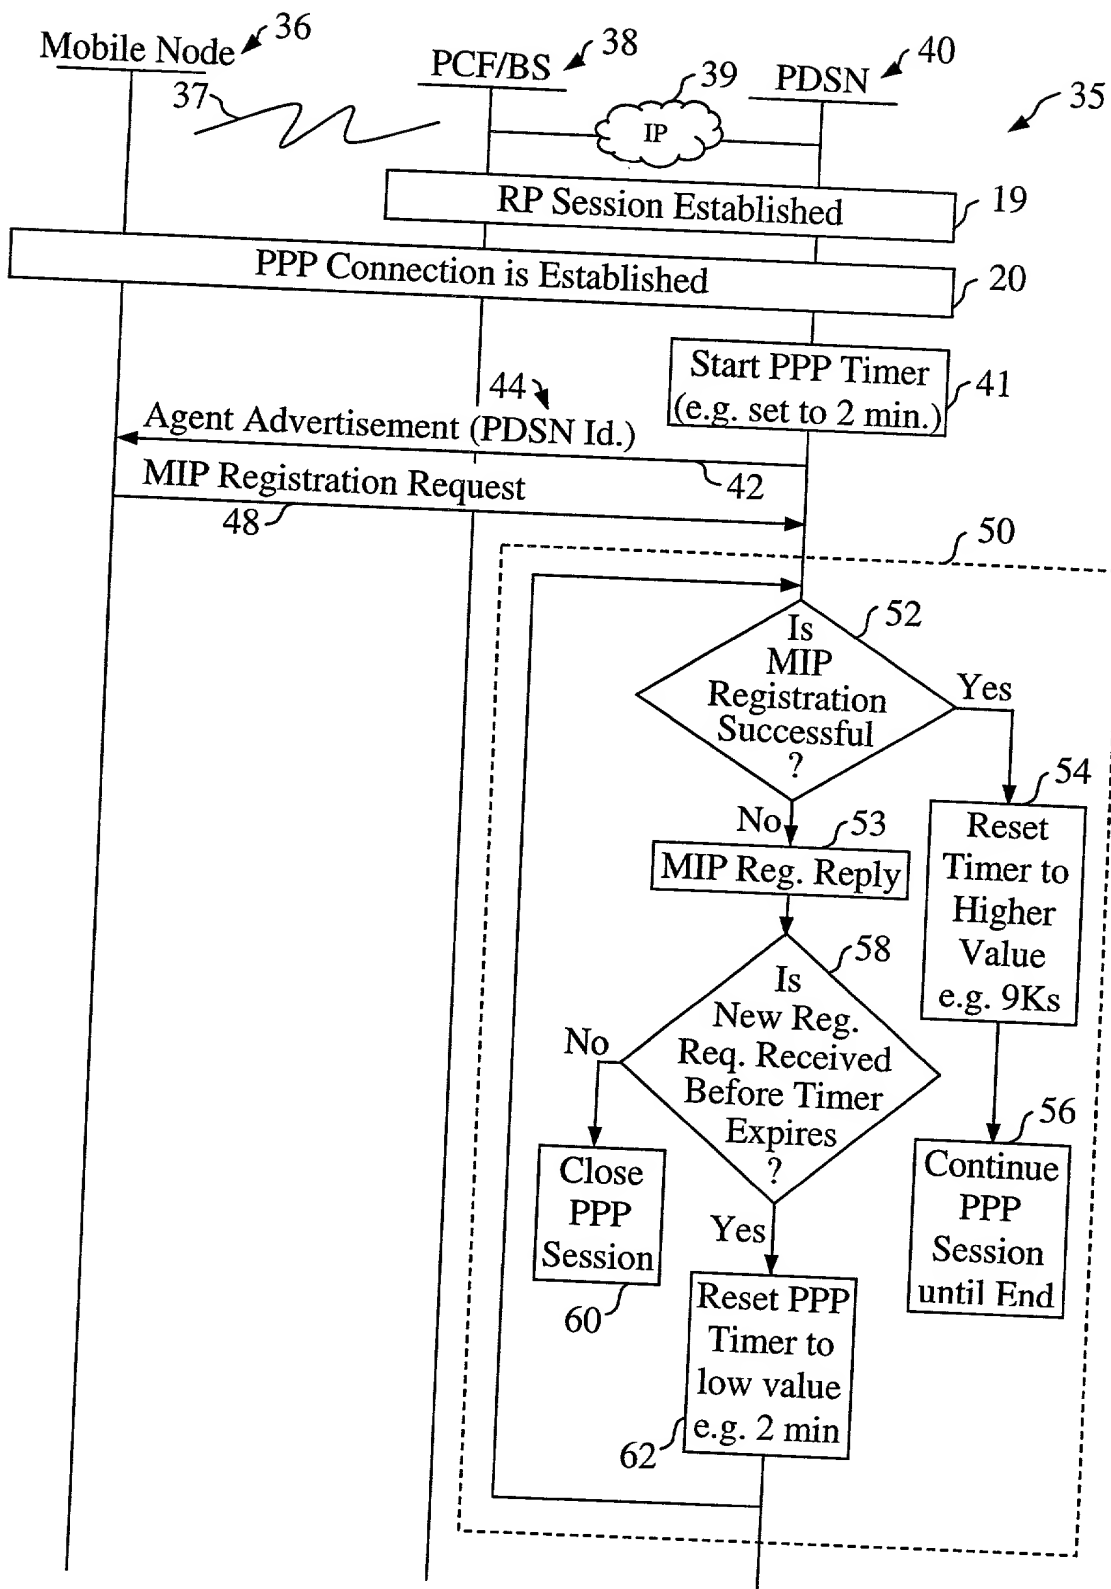 Mobile Node
36
PCF/BS
38
PDSN
40
39
37
35
IP
RP Session Established
19
PPP Connection is Established
20
Start PPP Timer
(e.g. set to 2 min.)
41
44
Agent Advertisement (PDSN Id.)
42
MIP Registration Request
48
50
Is
MIP
Registration
Successful
?
52
Yes
No
53
MIP Reg. Reply
54
Reset
Timer to
Higher
Value
e.g. 9Ks
58
Is
New Reg.
Req. Received
Before Timer
Expires
?
No
Close
PPP
Session
60
Yes
Reset PPP
Timer to
low value
e.g. 2 min
62
56
Continue
PPP
Session
until End